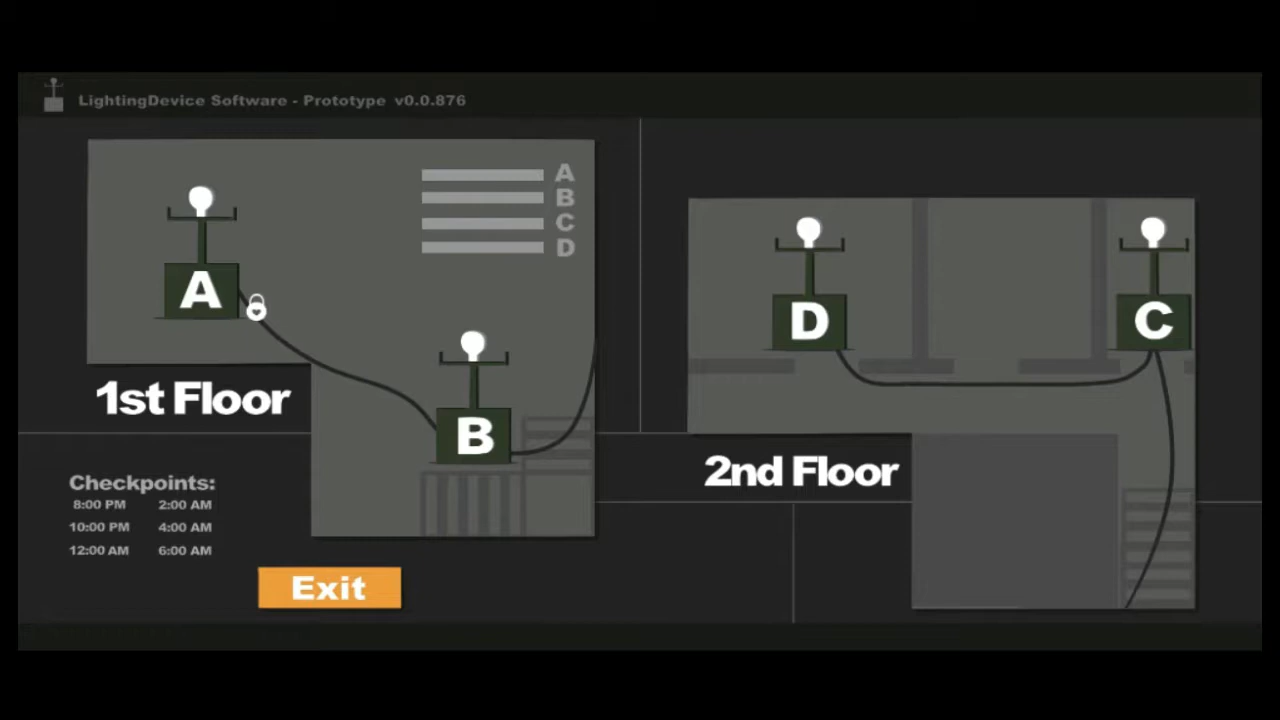 LightingDevice Software - Prototype v0.0.876
A
B
C
D
A
B
1st Floor
D
C
2nd Floor
Checkpoints:
8:00 PM 2:00 AM
10:00 PM 4:00 AM
12:00 AM 6:00 AM
Exit